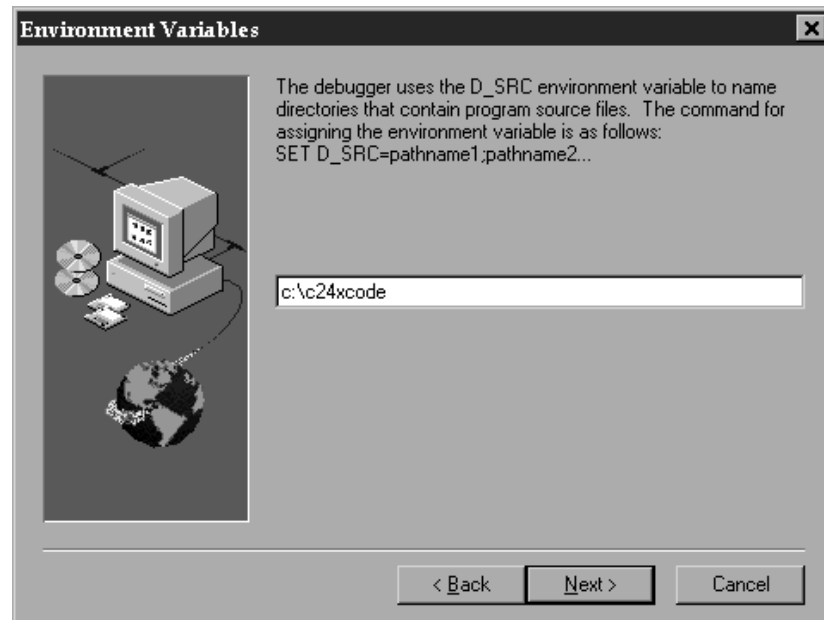 Environment Variables
The debugger uses the D_SRC environment variable to name
directories that contain program source files.  The command for
assigning the environment variable is as follows:
SET D_SRC=pathname1;pathname2...
c:\c24xcode
< Back
Next >
Cancel